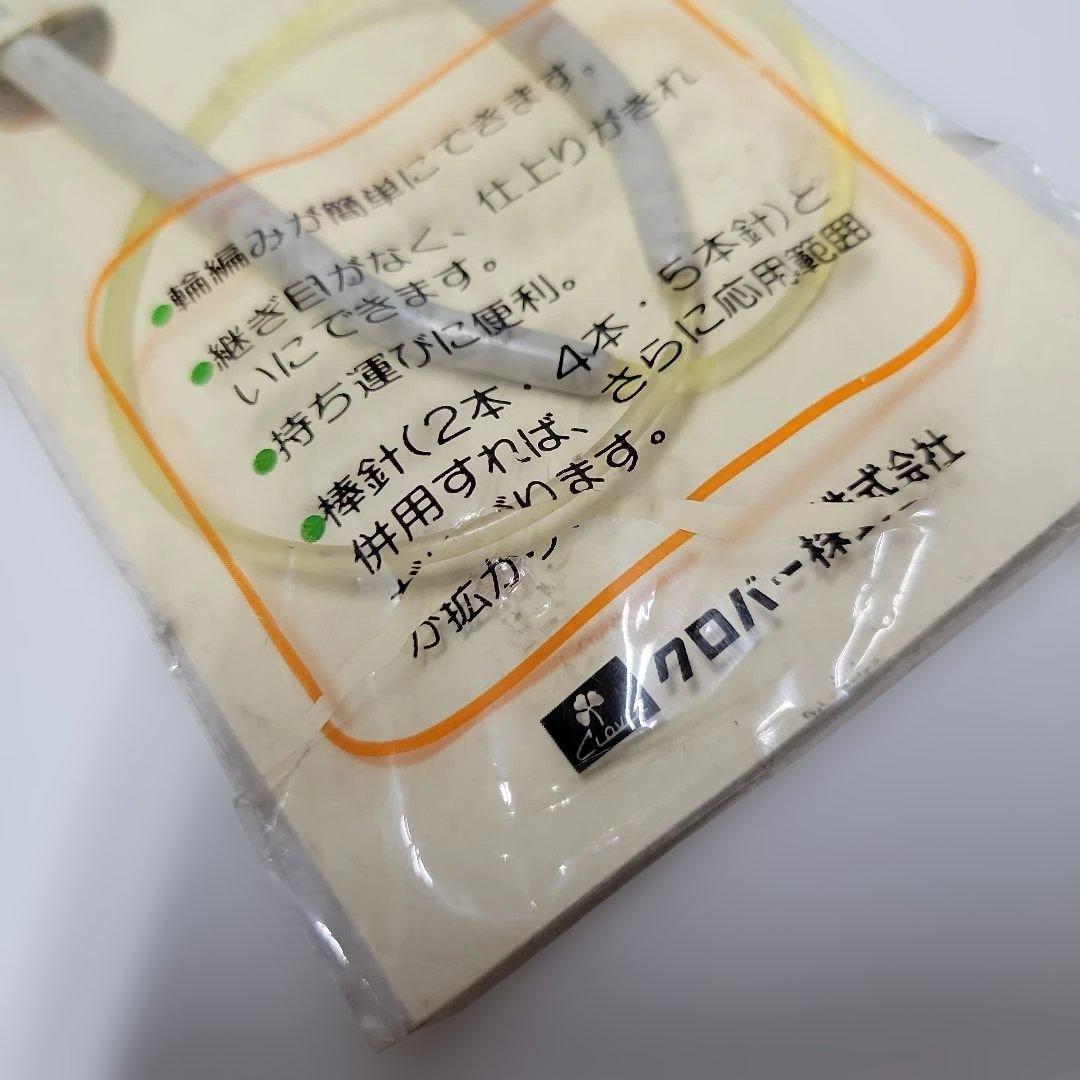 ●輪編みが簡単にできます。
●継ぎ目がなく、仕上りがきれ
いにできます。
●持ち運びに便利。
●棒針(2本・4本・5本針)と
併用すれば、さらに応用範囲
が拡がります。
Clover クロバー株式会社